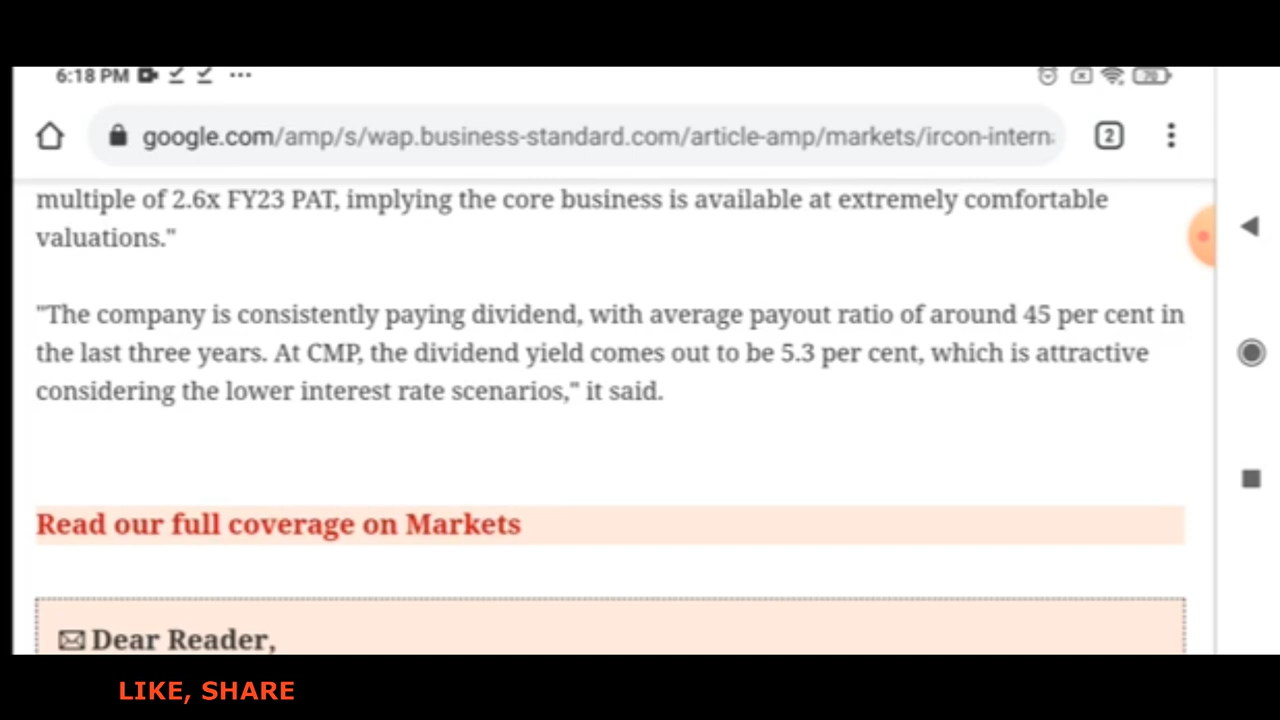 6:18 PM
google.com/amp/s/wap.business-standard.com/article-amp/markets/ircon-intern
2
multiple of 2.6x FY23 PAT, implying the core business is available at extremely comfortable
valuations."
"The company is consistently paying dividend, with average payout ratio of around 45 per cent in
the last three years. At CMP, the dividend yield comes out to be 5.3 per cent, which is attractive
considering the lower interest rate scenarios," it said.
Read our full coverage on Markets
Dear Reader,
LIKE, SHARE